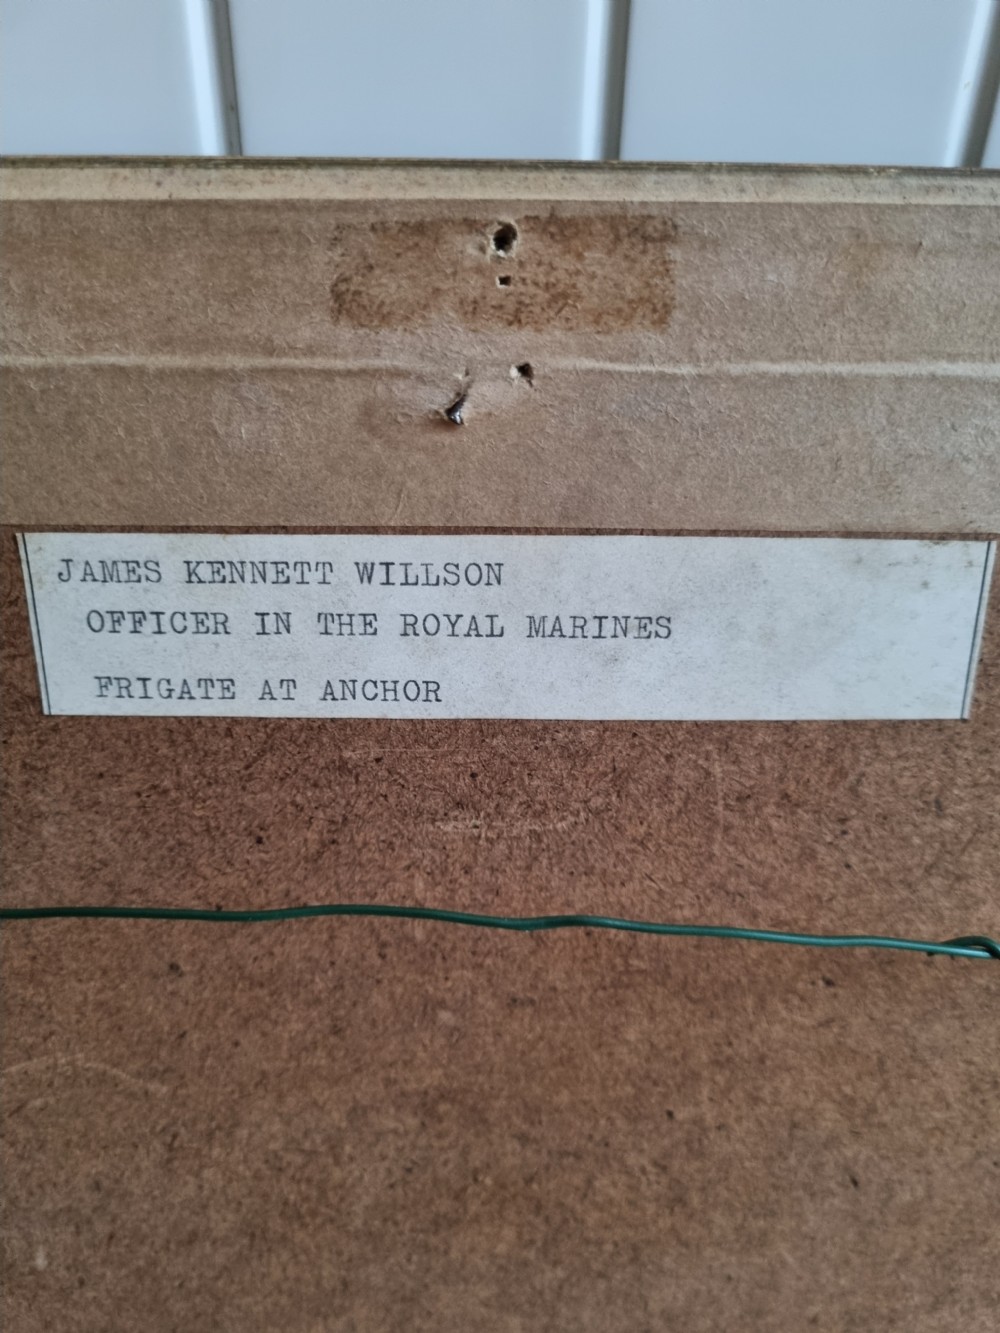 JAMES KENNETT WILLSON
OFFICER IN THE ROYAL MARINES
FRIGATE AT ANCHOR